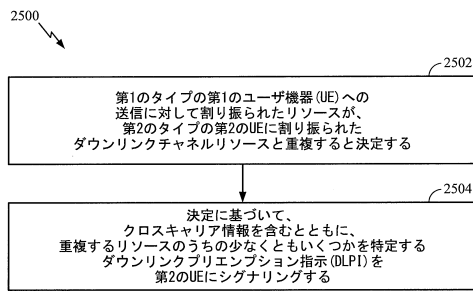 2500
2502
第1のタイプの第1のユーザ機器(UE)への
送信に対して割り振られたリソースが、
第2のタイプの第2のUEに割り振られた
ダウンリンクチャネルリソースと重複すると決定する
2504
決定に基づいて、
クロスキャリア情報を含むとともに、
重複するリソースのうちの少なくともいくつかを特定する
ダウンリンクプリエンプション指示(DLPI)を
第2のUEにシグナリングする